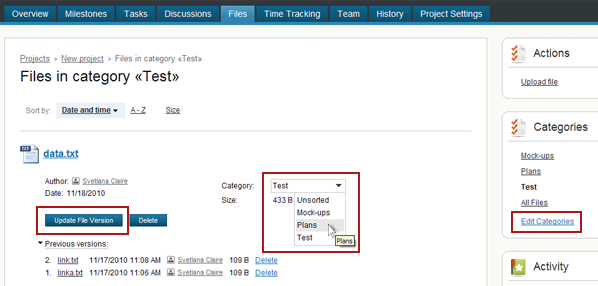 Overview Milestones Tasks Discussions Files Time Tracking Team History Project Settings
Projects > New project > Files in category «Test»
Files in category «Test»
Sort by: Date and time A - Z Size
TXT data.txt
Author: Svetlana Claire
Date: 11/18/2010
Category: Test
Size: 433 B
Unsorted
Mock-ups
Plans
Test
Plans
Update File Version Delete
Previous versions:
2. link.txt 11/17/2010 11:08 AM Svetlana Claire 109 B Delete
1. linka.txt 11/17/2010 11:06 AM Svetlana Claire 109 B Delete
Actions
Upload file
Categories
Mock-ups
Plans
Test
All Files
Edit Categories
Activity